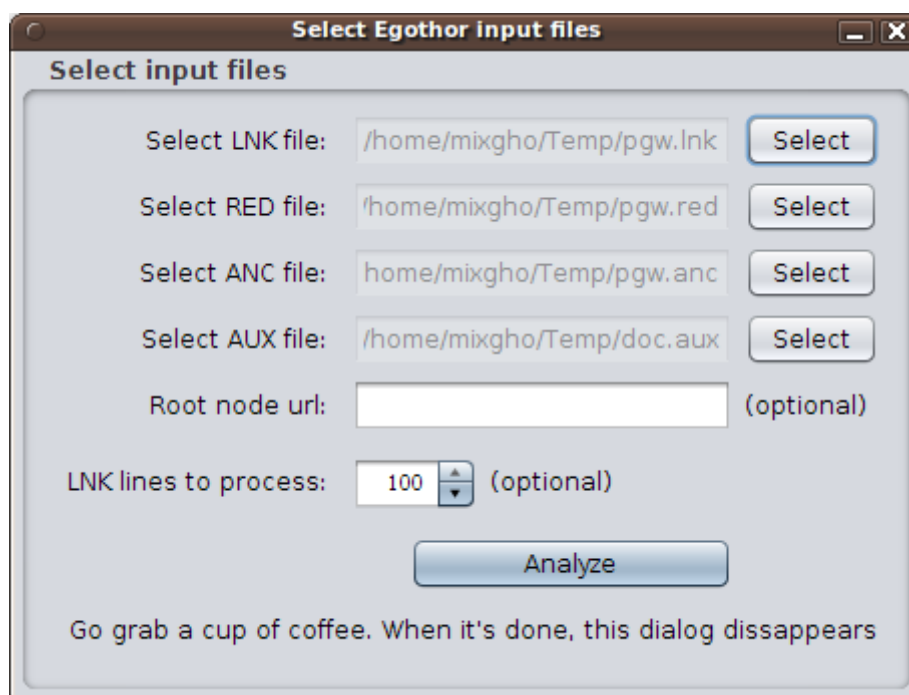 Select Egothor input files
Select input files
Select LNK file: /home/mixgho/Temp/pgw.lnk Select
Select RED file: /home/mixgho/Temp/pgw.red Select
Select ANC file: home/mixgho/Temp/pgw.anc Select
Select AUX file: /home/mixgho/Temp/doc.aux Select
Root node url: (optional)
LNK lines to process: 100 (optional)
Analyze
Go grab a cup of coffee. When it's done, this dialog dissappears